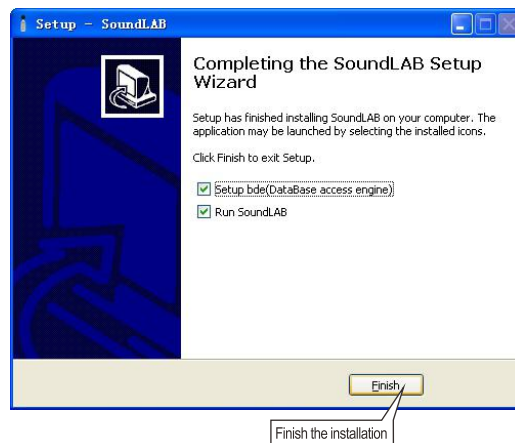 Setup - SoundLAB
Completing the SoundLAB Setup
Wizard
Setup has finished installing SoundLAB on your computer. The
application may be launched by selecting the installed icons.
Click Finish to exit Setup.
Setup bde(DataBase access engine)
Run SoundLAB
Finish
Finish the installation